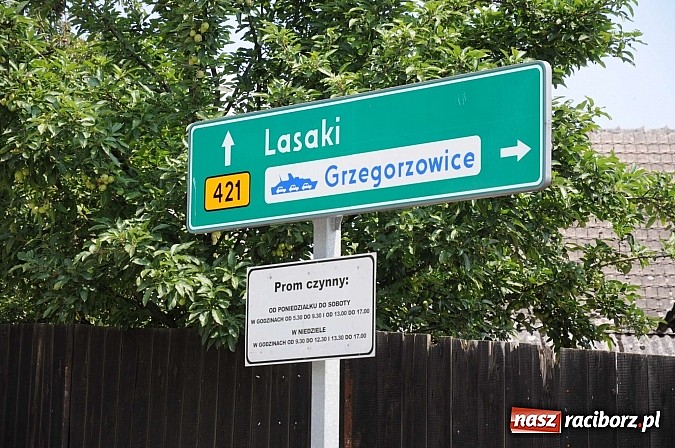 Lasaki
421
Grzegorzowice
Prom czynny:
OD PONIEDZIAŁKU DO SOBOTY
W GODZINACH OD 5.30 DO 9.30 I OD 13.00 DO 17.00
W NIEDZIELE
W GODZINACH OD 9.30 DO 12.30 I 13.30 DO 17.00
nasz raciborz.pl